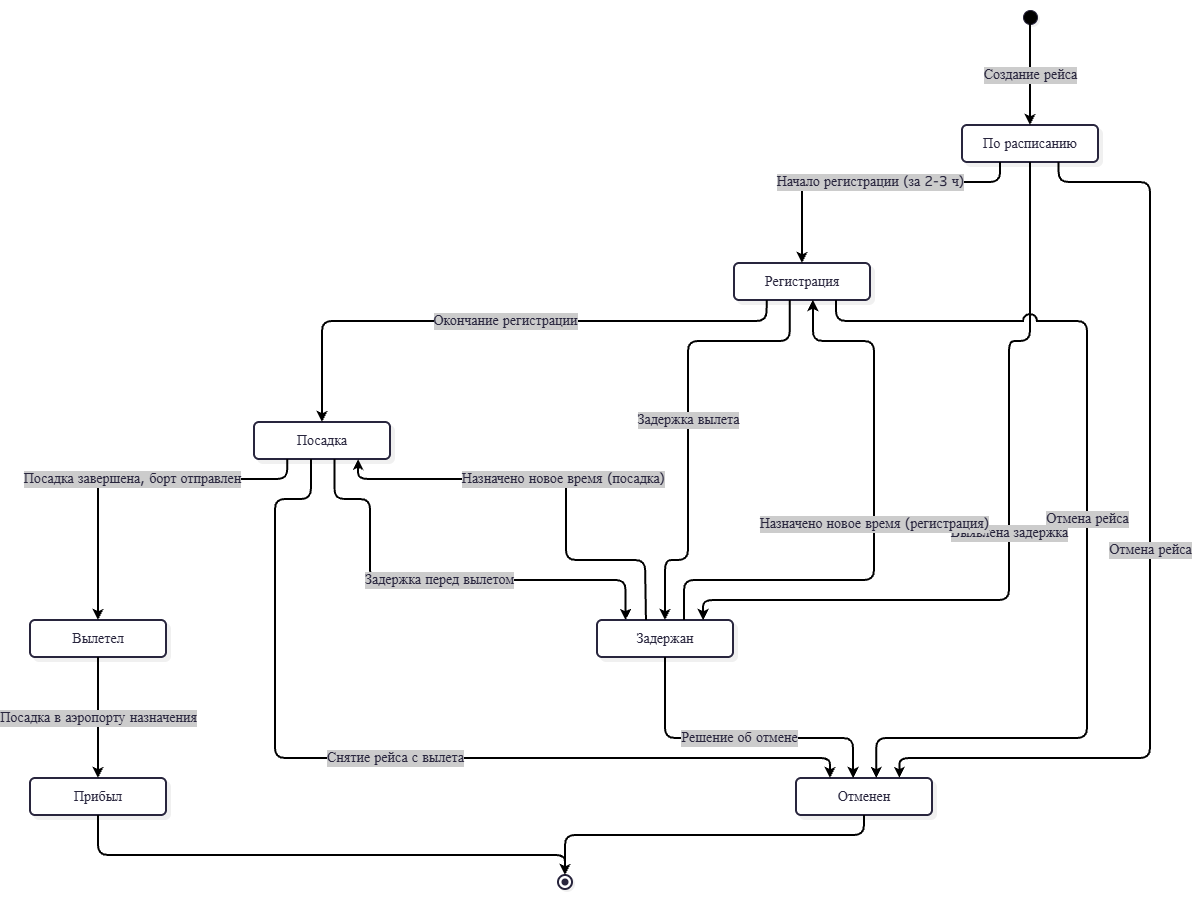 Создание рейса
По расписанию
Начало регистрации (за 2-3 ч)
Регистрация
Окончание регистрации
Задержка вылета
Посадка
Посадка завершена, борт отправлен
Назначено новое время (посадка)
Назначено новое время (регистрация)
Отмена рейса
Выявлена задержка
Отмена рейса
Задержка перед вылетом
Вылетел
Задержан
Посадка в аэропорту назначения
Решение об отмене
Снятие рейса с вылета
Прибыл
Отменен